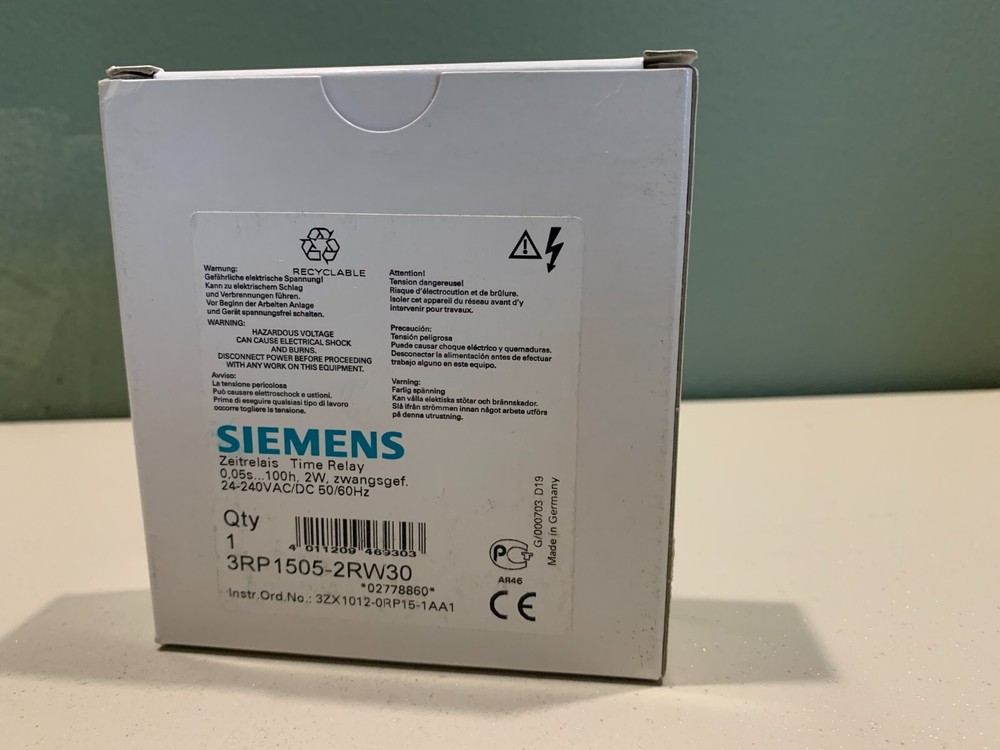 RECYCLABLE
Warnung:
Gefährliche elektrische Spannung!
Kann zu elektrischem Schlag
und Verbrennungen führen.
Vor Beginn der Arbeiten Anlage
und Gerät spannungsfrei schalten.
WARNING:
HAZARDOUS VOLTAGE
CAN CAUSE ELECTRICAL SHOCK
AND BURNS.
DISCONNECT POWER BEFORE PROCEEDING
WITH ANY WORK ON THIS EQUIPMENT.
Avviso:
La tensione pericolosa
Può causare elettroshock e ustioni.
Prima di eseguire qualsiasi tipo di lavoro
occorre togliere la tensione.
Attention!
Tension dangereuse!
Risque d'électrocution et de brûlure.
Isoler cet appareil du réseau avant d'y
intervenir pour travaux.
Precaución:
Tensión peligrosa
Puede causar choque eléctrico y quemaduras.
Desconectar la alimentación antes de efectuar
trabajo alguno en este equipo.
Varning:
Farlig spänning
Kan vålla elektiska stötar och brännskador.
Slå ifrån strömmen innan något arbete utföra
på denna utrustning.
SIEMENS
Zeitrelais Time Relay
0,05s...100h, 2W, zwangsgef.
24-240VAC/DC 50/60Hz
Qty
1
4 011209 469303
3RP1505-2RW30
*02778860*
Instr.Ord.No.: 3ZX1012-0RP15-1AA1
PG
AЯ46
CE
G/000703 D19
Made in Germany